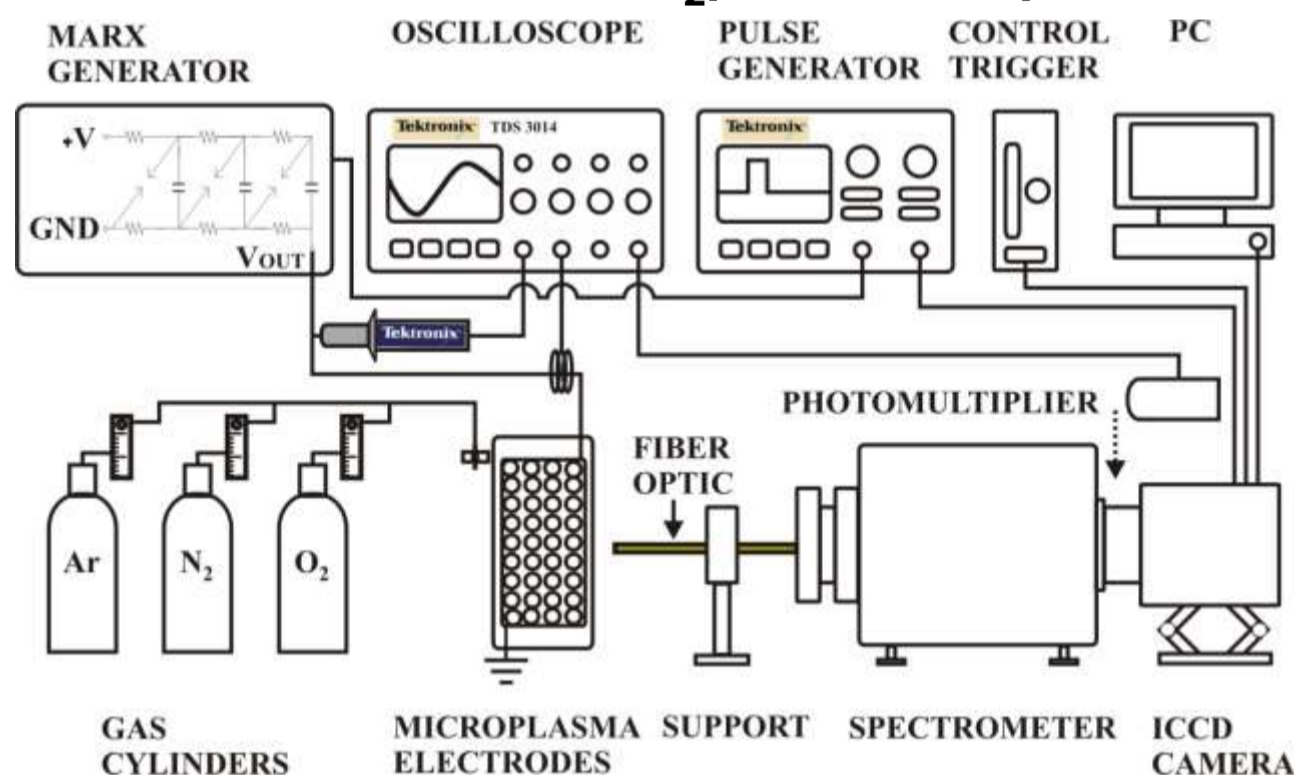 MARX
GENERATOR
OSCILLOSCOPE
PULSE
GENERATOR
CONTROL
TRIGGER
PC
+V
GND
VOUT
Tektronix TDS 3014
Tektronix
Tektronix
PHOTOMULTIPLIER
FIBER
OPTIC
Ar
N₂
O₂
GAS
CYLINDERS
MICROPLASMA
ELECTRODES
SUPPORT
SPECTROMETER
ICCD
CAMERA